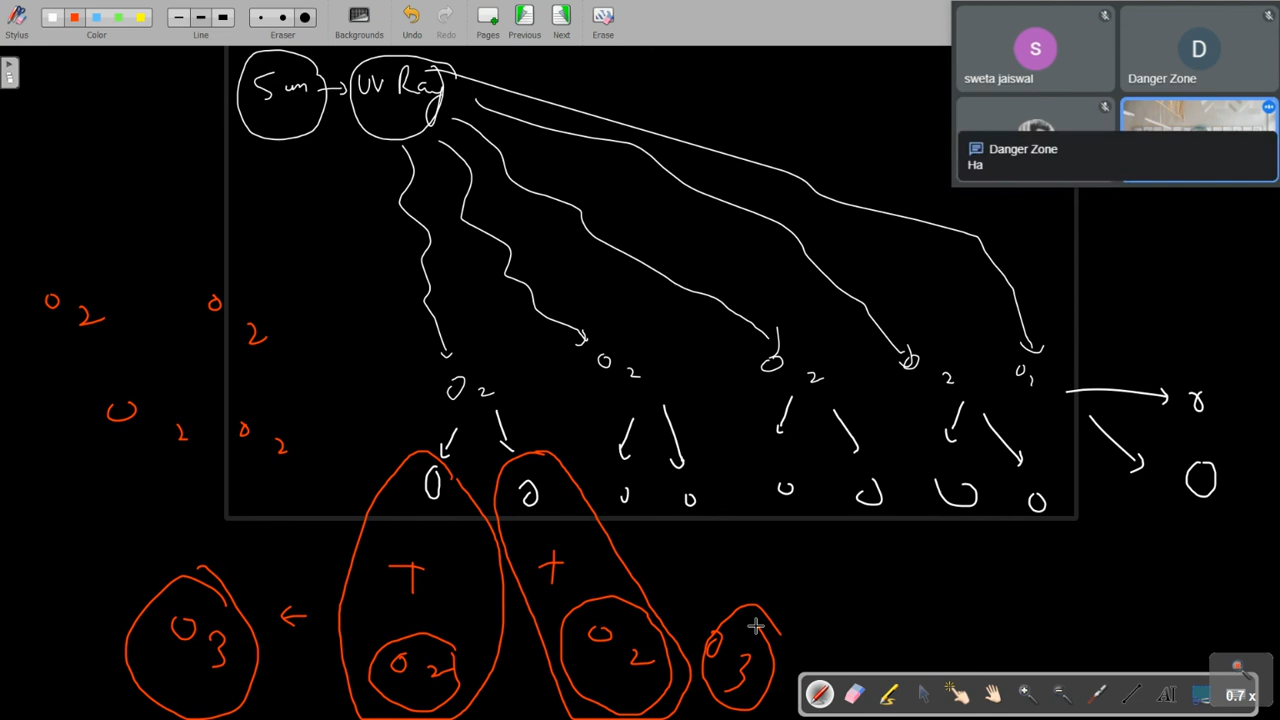 Stylus Color Line Eraser Backgrounds Undo Redo Pages Previous Next Erase
S
D
sweta jaiswal
Danger Zone
Danger Zone
Ha
Sun → UV Ray
O2 O2
O2 O2
O2 O2 O2 O2 O2
O O O O O O O O O
+ +
O3 ← O2 O2 O3
AI
0.7 x